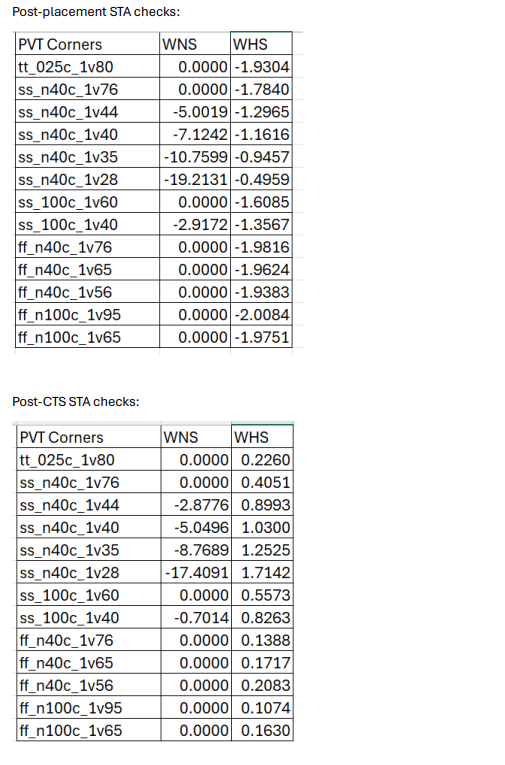 Post-placement STA checks:
PVT Corners WNS WHS
tt_025c_1v80 0.0000 -1.9304
ss_n40c_1v76 0.0000 -1.7840
ss_n40c_1v44 -5.0019 -1.2965
ss_n40c_1v40 -7.1242 -1.1616
ss_n40c_1v35 -10.7599 -0.9457
ss_n40c_1v28 -19.2131 -0.4959
ss_100c_1v60 0.0000 -1.6085
ss_100c_1v40 -2.9172 -1.3567
ff_n40c_1v76 0.0000 -1.9816
ff_n40c_1v65 0.0000 -1.9624
ff_n40c_1v56 0.0000 -1.9383
ff_n100c_1v95 0.0000 -2.0084
ff_n100c_1v65 0.0000 -1.9751
Post-CTS STA checks:
PVT Corners WNS WHS
tt_025c_1v80 0.0000 0.2260
ss_n40c_1v76 0.0000 0.4051
ss_n40c_1v44 -2.8776 0.8993
ss_n40c_1v40 -5.0496 1.0300
ss_n40c_1v35 -8.7689 1.2525
ss_n40c_1v28 -17.4091 1.7142
ss_100c_1v60 0.0000 0.5573
ss_100c_1v40 -0.7014 0.8263
ff_n40c_1v76 0.0000 0.1388
ff_n40c_1v65 0.0000 0.1717
ff_n40c_1v56 0.0000 0.2083
ff_n100c_1v95 0.0000 0.1074
ff_n100c_1v65 0.0000 0.1630